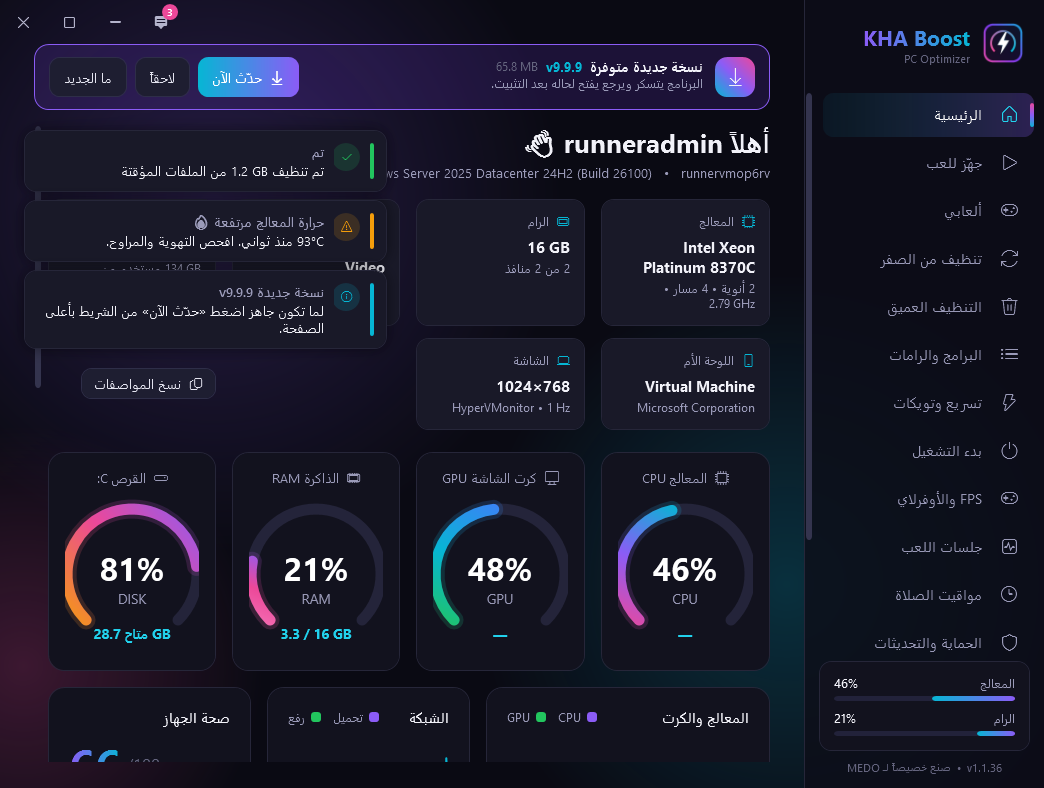 3
KHA Boost
PC Optimizer
الرئيسية
جهّز للعب
ألعابي
تنظيف من الصفر
التنظيف العميق
البرامج والرامات
تسريع وتويكات
بدء التشغيل
FPS والأوفرلاي
جلسات اللعب
مواقيت الصلاة
الحماية والتحديثات
المعالج 46%
الرام 21%
v1.1.36 • صنع خصيصاً لـ MEDO
نسخة جديدة متوفرة v9.9.9 65.8 MB
البرنامج يتسكر ويرجع يفتح لحاله بعد التثبيت.
حدّث الآن
لاحقاً
ما الجديد
أهلاً runneradmin
runnervmop6rv • ws Server 2025 Datacenter 24H2 (Build 26100)
تم
تم تنظيف 1.2 GB من الملفات المؤقتة
حرارة المعالج مرتفعة
93°C منذ ثواني. افحص التهوية والمراوح.
نسخة جديدة v9.9.9
لما تكون جاهز اضغط «حدّث الآن» من الشريط بأعلى
الصفحة.
المعالج
Intel Xeon
Platinum 8370C
2 أنوية • 4 مسار •
2.79 GHz
الرام
16 GB
2 من 2 منافذ
Video
134 GB مستخدم من
اللوحة الأم
Virtual Machine
Microsoft Corporation
الشاشة
1024×768
HyperVMonitor • 1 Hz
نسخ المواصفات
المعالج CPU
46%
CPU
—
كرت الشاشة GPU
48%
GPU
—
الذاكرة RAM
21%
RAM
3.3 / 16 GB
القرص C:
81%
DISK
28.7 متاح GB
المعالج والكرت
CPU
GPU
الشبكة
تحميل
رفع
صحة الجهاز